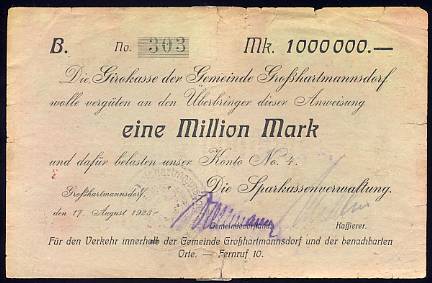 B. No. 303 Mk. 1000000.—
Die Girokasse der Gemeinde Großhartmannsdorf
wolle vergüten an den Überbringer dieser Anweisung
eine Million Mark
und dafür belasten unser Konto No. 4.
Großhartmannsdorf, Die Sparkassenverwaltung.
den 17. August 1923.
Gemeindevorstand. Kassierer.
Für den Verkehr innerhalb der Gemeinde Großhartmannsdorf und der benachbarten
Orte. — Fernruf 10.